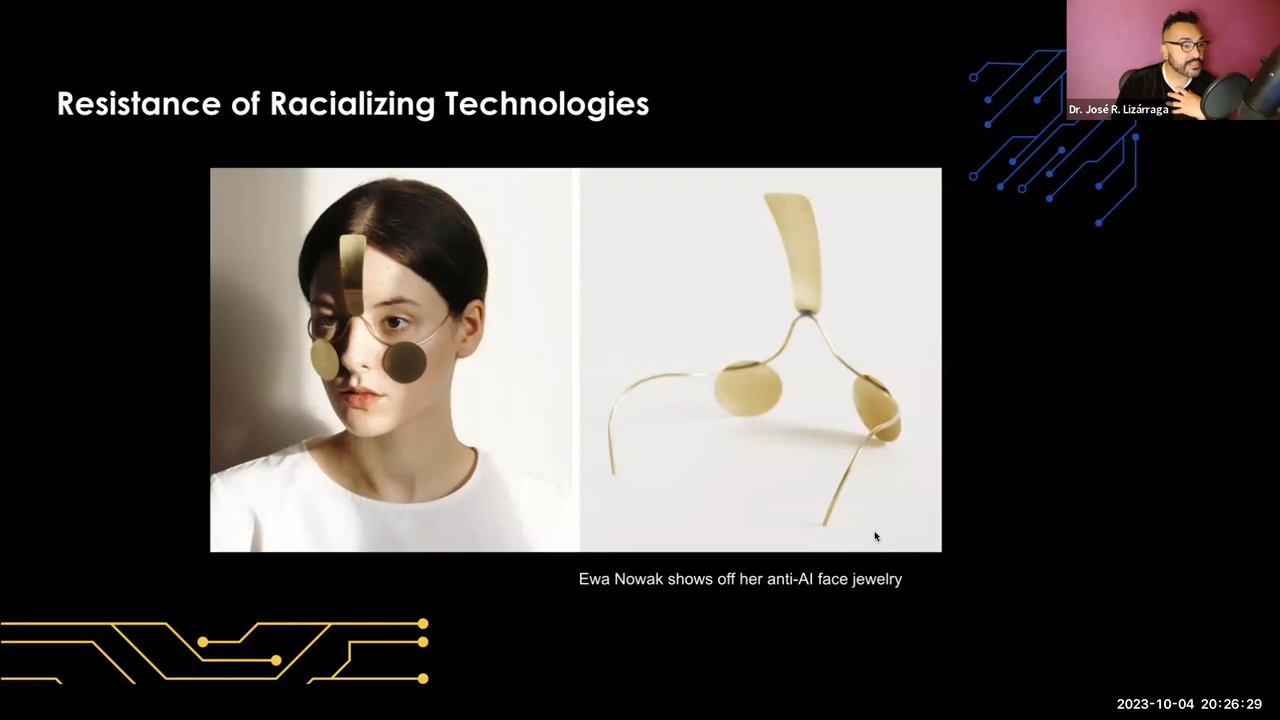 Dr. José R. Lizárraga
Resistance of Racializing Technologies
Ewa Nowak shows off her anti-AI face jewelry
2023-10-04 20:26:29